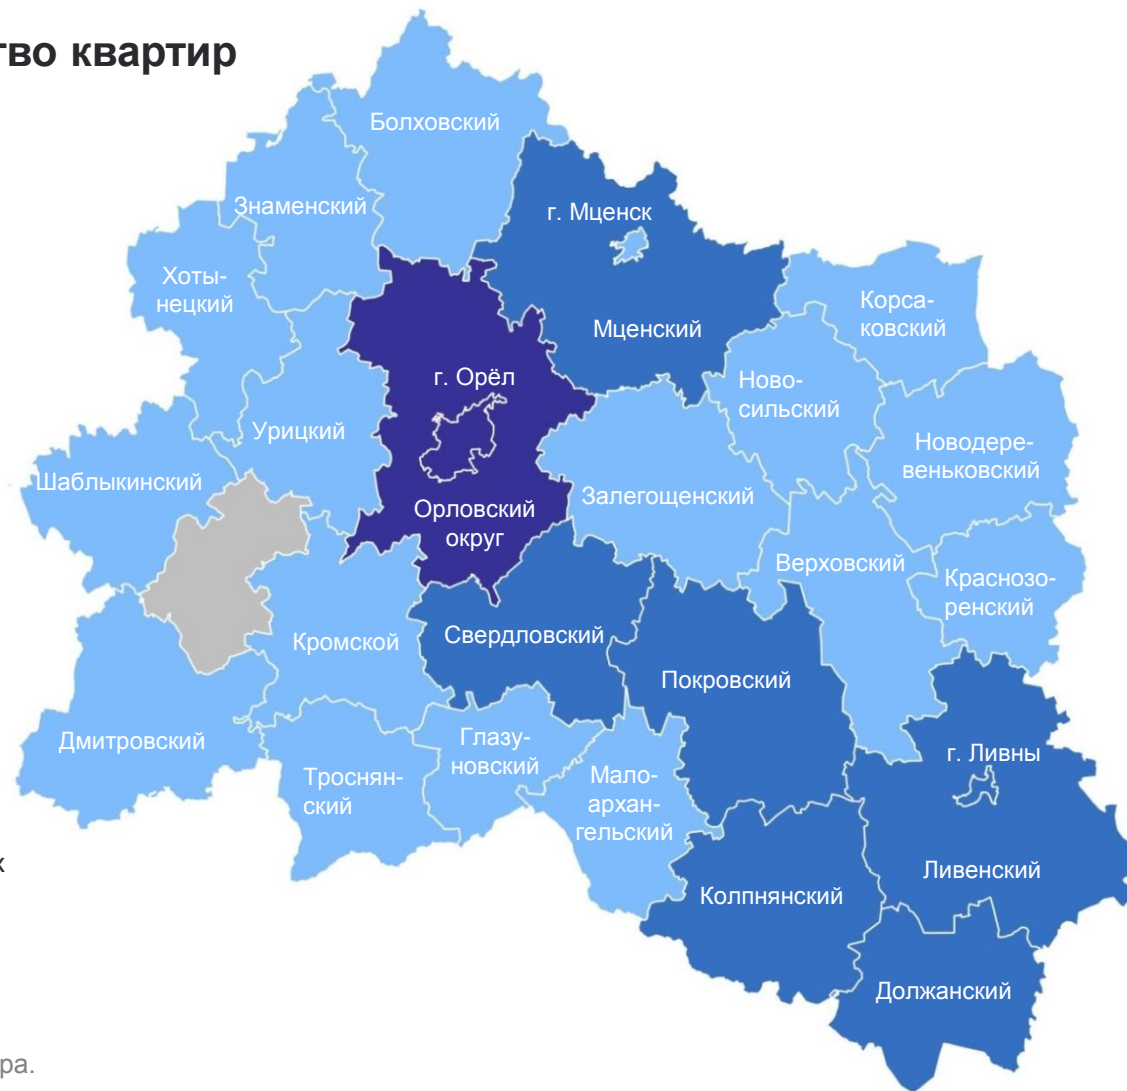 тво квартир
Болховский
Знаменский
г. Мценск
Хоты-
нецкий
Корса-
ковский
Мценский
г. Орёл
Ново-
сильский
Урицкий
Новодере-
веньковский
Шаблыкинский
Залегощенский
Орловский
округ
Верховский
Краснозо-
ренский
Свердловский
Кромской
Покровский
Дмитровский
Глазу-
новский
г. Ливны
Троснян-
ский
Мало-
архан-
гельский
х
Ливенский
Колпнянский
Должанский
ра.